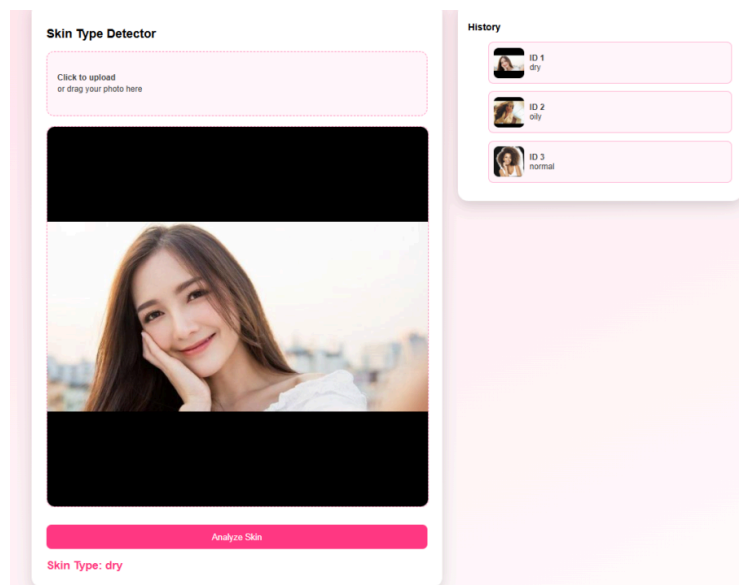 Skin Type Detector
Click to upload
or drag your photo here
Analyze Skin
Skin Type: dry
History
ID 1
dry
ID 2
oily
ID 3
normal